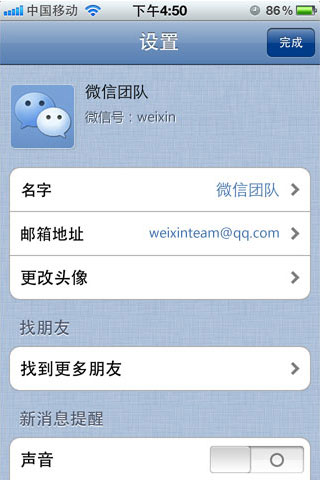 中国移动 下午4:50 86%
设置 完成
微信团队
微信号：weixin
名字 微信团队
邮箱地址 weixinteam@qq.com
更改头像
找朋友
找到更多朋友
新消息提醒
声音